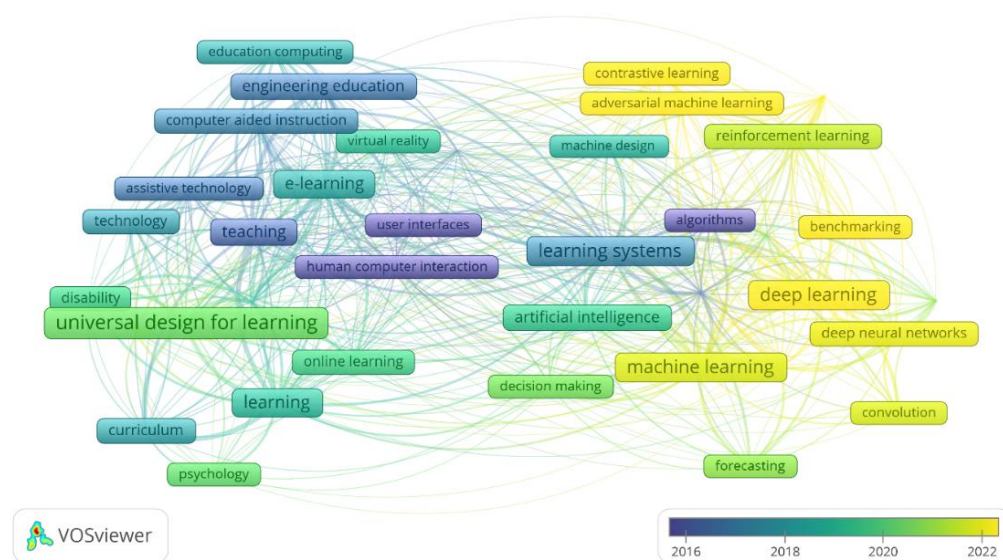 education computing
engineering education
computer aided instruction
virtual reality
assistive technology
e-learning
technology
teaching
user interfaces
human computer interaction
disability
universal design for learning
online learning
learning
curriculum
psychology
contrastive learning
adversarial machine learning
reinforcement learning
machine design
algorithms
benchmarking
learning systems
deep learning
artificial intelligence
deep neural networks
machine learning
decision making
convolution
forecasting
VOSviewer
2016 2018 2020 2022